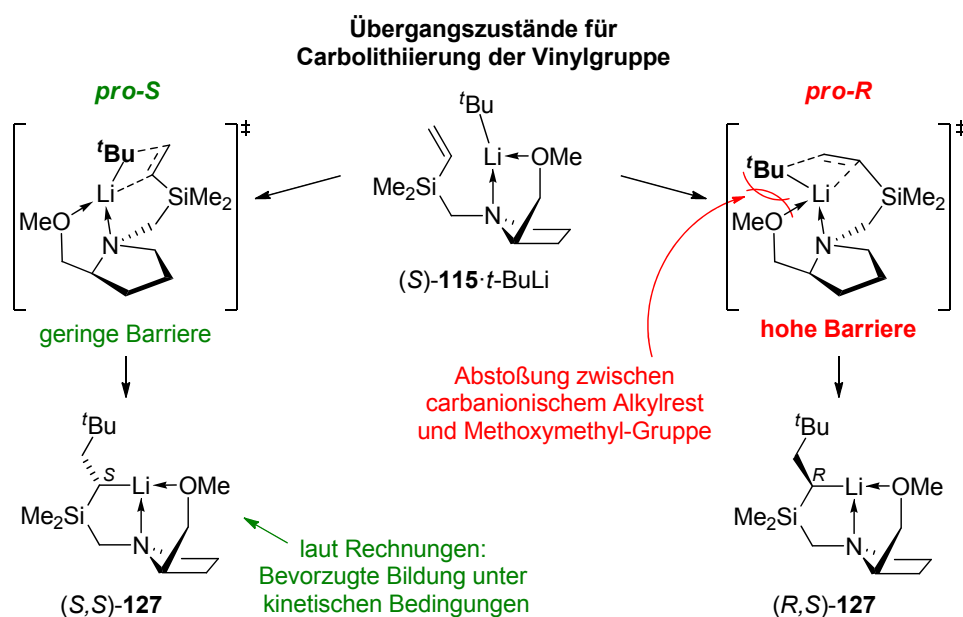 Übergangszustände für
Carbolithiierung der Vinylgruppe
pro-S
pro-R
‡
tBu
Li
SiMe2
MeO
N
geringe Barriere
tBu
Li
OMe
Me2Si
N
(S)-115·t-BuLi
‡
tBu
Li
SiMe2
MeO
N
hohe Barriere
Abstoßung zwischen
carbanionischem Alkylrest
und Methoxymethyl-Gruppe
tBu
S
Li
OMe
Me2Si
N
(S,S)-127
laut Rechnungen:
Bevorzugte Bildung unter
kinetischen Bedingungen
tBu
R
Li
OMe
Me2Si
N
(R,S)-127